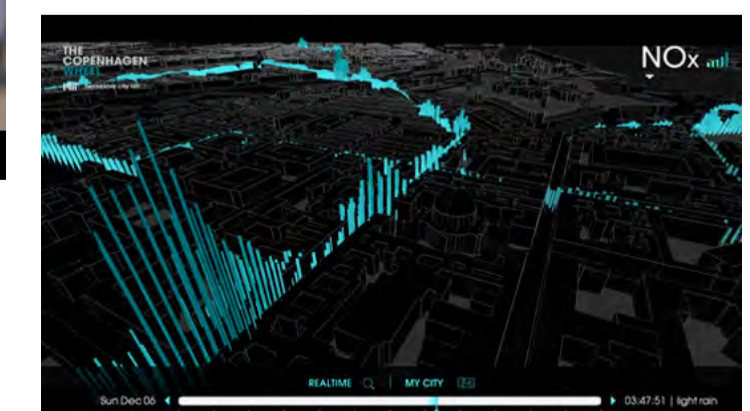 THE
COPENHAGEN
WHEEL
NOx
REALTIME
MY CITY
Sun Dec 06
03:47:51 | light rain